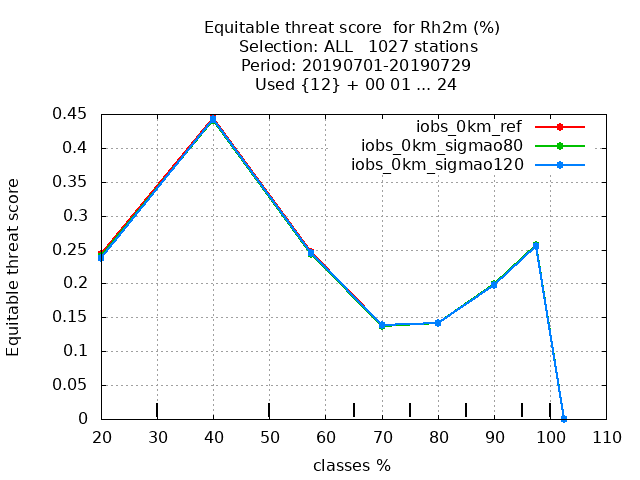 Equitable threat score  for Rh2m (%)
Selection: ALL   1027 stations
Period: 20190701-20190729
Used {12} + 00 01 ... 24
iobs_0km_ref
iobs_0km_sigmao80
iobs_0km_sigmao120
Equitable threat score
0.45
0.4
0.35
0.3
0.25
0.2
0.15
0.1
0.05
0
20 30 40 50 60 70 80 90 100 110
classes %